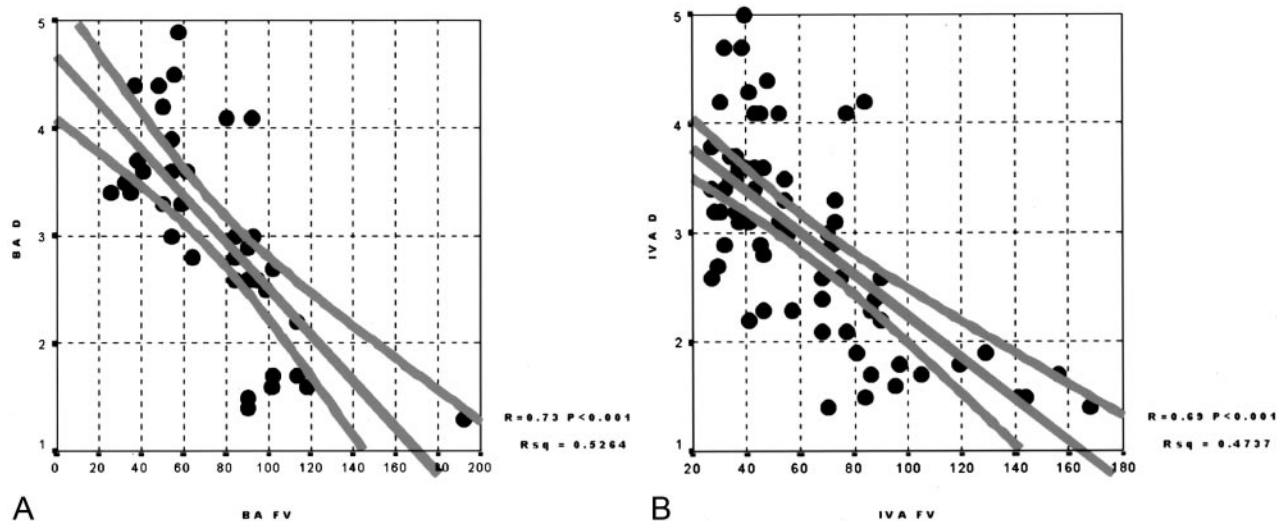 5
4
3
2
1
BA D
0 20 40 60 80 100 120 140 160 180 200
R=0.73 P<0.001
Rsq = 0.5264
A
BA FV
5
4
3
2
1
IVA D
20 40 60 80 100 120 140 160 180
R=0.69 P<0.001
Rsq = 0.4737
B
IVA FV